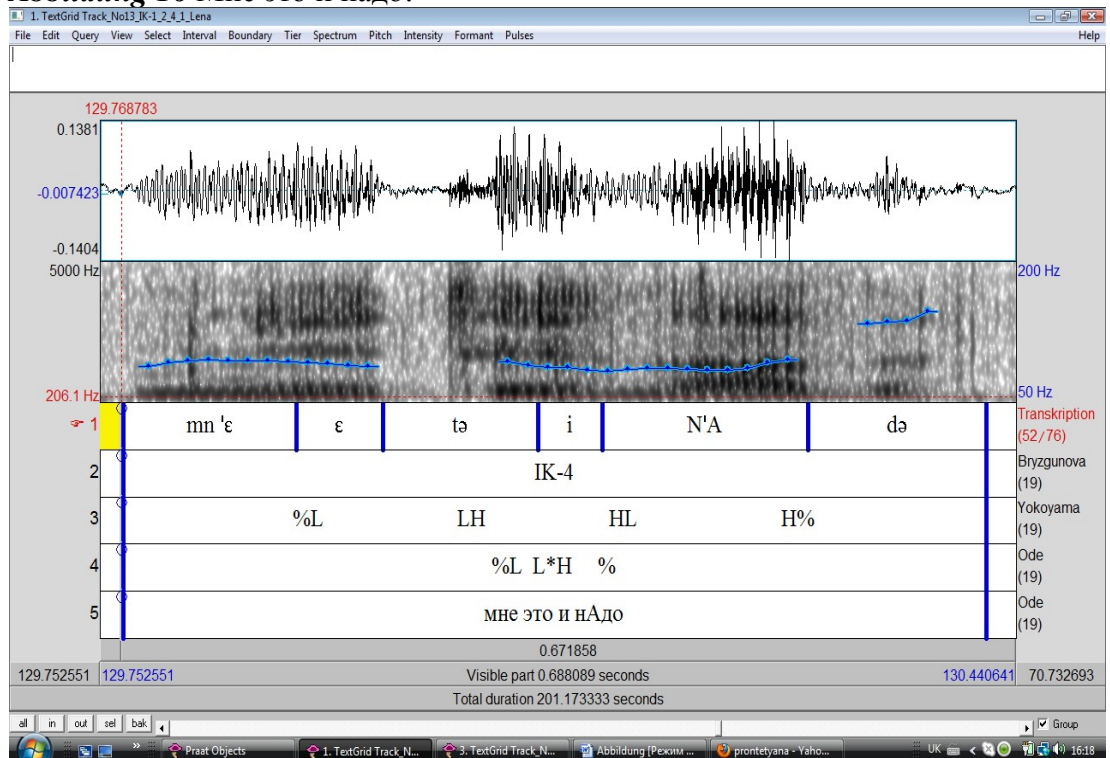 Abbildung 10 Мне это и надо.
1. TextGrid Track_No13_IK-1_2_4_1_Lena
File Edit Query View Select Interval Boundary Tier Spectrum Pitch Intensity Formant Pulses Help
129.768783
0.1381
-0.007423
-0.1404
5000 Hz 200 Hz
206.1 Hz 50 Hz
1 mn 'ɛ ɛ tə i N'A də Transkription (52/76)
2 IK-4 Bryzgunova (19)
3 %L LH HL H% Yokoyama (19)
4 %L L*H % Ode (19)
5 мне это и нАдо Ode (19)
0.671858
129.752551 129.752551 Visible part 0.688089 seconds 130.440641 70.732693
Total duration 201.173333 seconds
all in out sel bak Group
Praat Objects 1. TextGrid Track_N... 3. TextGrid Track_N... Abbildung [Режим ... prontetyana - Yaho... UK 16:18